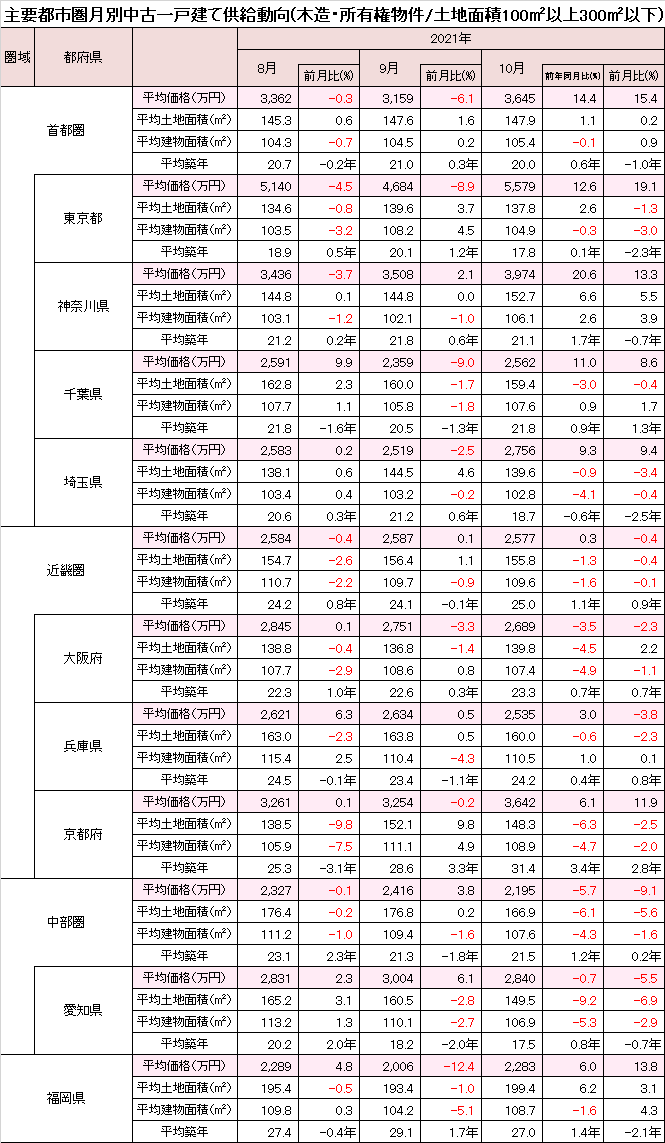 主要都市圏月別中古一戸建て供給動向(木造・所有権物件/土地面積100㎡以上300㎡以下)
圏域 都府県 2021年
8月 前月比(%) 9月 前月比(%) 10月 前年同月比(%) 前月比(%)
首都圏
平均価格(万円) 3,362 -0.3 3,159 -6.1 3,645 14.4 15.4
平均土地面積(㎡) 145.3 0.6 147.6 1.6 147.9 1.1 0.2
平均建物面積(㎡) 104.3 -0.7 104.5 0.2 105.4 -0.1 0.9
平均築年 20.7 -0.2年 21.0 0.3年 20.0 0.6年 -1.0年
東京都
平均価格(万円) 5,140 -4.5 4,684 -8.9 5,579 12.6 19.1
平均土地面積(㎡) 134.6 -0.8 139.6 3.7 137.8 2.6 -1.3
平均建物面積(㎡) 103.5 -3.2 108.2 4.5 104.9 -0.3 -3.0
平均築年 18.9 0.5年 20.1 1.2年 17.8 0.1年 -2.3年
神奈川県
平均価格(万円) 3,436 -3.7 3,508 2.1 3,974 20.6 13.3
平均土地面積(㎡) 144.8 0.1 144.8 0.0 152.7 6.6 5.5
平均建物面積(㎡) 103.1 -1.2 102.1 -1.0 106.1 2.6 3.9
平均築年 21.2 0.2年 21.8 0.6年 21.1 1.7年 -0.7年
千葉県
平均価格(万円) 2,591 9.9 2,359 -9.0 2,562 11.0 8.6
平均土地面積(㎡) 162.8 2.3 160.0 -1.7 159.4 -3.0 -0.4
平均建物面積(㎡) 107.7 1.1 105.8 -1.8 107.6 0.9 1.7
平均築年 21.8 -1.6年 20.5 -1.3年 21.8 0.9年 1.3年
埼玉県
平均価格(万円) 2,583 0.2 2,519 -2.5 2,756 9.3 9.4
平均土地面積(㎡) 138.1 0.6 144.5 4.6 139.6 -0.9 -3.4
平均建物面積(㎡) 103.4 0.4 103.2 -0.2 102.8 -4.1 -0.4
平均築年 20.6 0.3年 21.2 0.6年 18.7 -0.6年 -2.5年
近畿圏
平均価格(万円) 2,584 -0.4 2,587 0.1 2,577 0.3 -0.4
平均土地面積(㎡) 154.7 -2.6 156.4 1.1 155.8 -1.3 -0.4
平均建物面積(㎡) 110.7 -2.2 109.7 -0.9 109.6 -1.6 -0.1
平均築年 24.2 0.8年 24.1 -0.1年 25.0 1.1年 0.9年
大阪府
平均価格(万円) 2,845 0.1 2,751 -3.3 2,689 -3.5 -2.3
平均土地面積(㎡) 138.8 -0.4 136.8 -1.4 139.8 -4.5 2.2
平均建物面積(㎡) 107.7 -2.9 108.6 0.8 107.4 -4.9 -1.1
平均築年 22.3 1.0年 22.6 0.3年 23.3 0.7年 0.7年
兵庫県
平均価格(万円) 2,621 6.3 2,634 0.5 2,535 3.0 -3.8
平均土地面積(㎡) 163.0 -2.3 163.8 0.5 160.0 -0.6 -2.3
平均建物面積(㎡) 115.4 2.5 110.4 -4.3 110.5 1.0 0.1
平均築年 24.5 -0.1年 23.4 -1.1年 24.2 0.4年 0.8年
京都府
平均価格(万円) 3,261 0.1 3,254 -0.2 3,642 6.1 11.9
平均土地面積(㎡) 138.5 -9.8 152.1 9.8 148.3 -6.3 -2.5
平均建物面積(㎡) 105.9 -7.5 111.1 4.9 108.9 -4.7 -2.0
平均築年 25.3 -3.1年 28.6 3.3年 31.4 3.4年 2.8年
中部圏
平均価格(万円) 2,327 -0.1 2,416 3.8 2,195 -5.7 -9.1
平均土地面積(㎡) 176.4 -0.2 176.8 0.2 166.9 -6.1 -5.6
平均建物面積(㎡) 111.2 -1.0 109.4 -1.6 107.6 -4.3 -1.6
平均築年 23.1 2.3年 21.3 -1.8年 21.5 1.2年 0.2年
愛知県
平均価格(万円) 2,831 2.3 3,004 6.1 2,840 -0.7 -5.5
平均土地面積(㎡) 165.2 3.1 160.5 -2.8 149.5 -9.2 -6.9
平均建物面積(㎡) 113.2 1.3 110.1 -2.7 106.9 -5.3 -2.9
平均築年 20.2 2.0年 18.2 -2.0年 17.5 0.8年 -0.7年
福岡県
平均価格(万円) 2,289 4.8 2,006 -12.4 2,283 6.0 13.8
平均土地面積(㎡) 195.4 -0.5 193.4 -1.0 199.4 6.2 3.1
平均建物面積(㎡) 109.8 0.3 104.2 -5.1 108.7 -1.6 4.3
平均築年 27.4 -0.4年 29.1 1.7年 27.0 1.4年 -2.1年